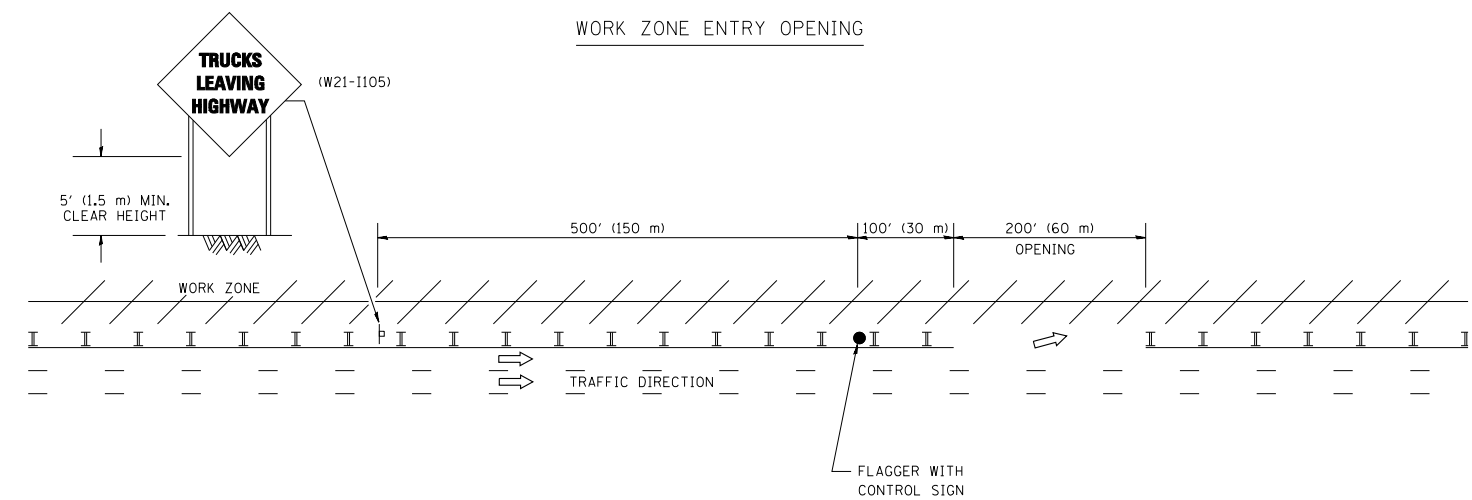 WORK ZONE ENTRY OPENING
TRUCKS
LEAVING
HIGHWAY
(W21-I105)
5' (1.5 m) MIN.
CLEAR HEIGHT
500' (150 m)
100' (30 m)
200' (60 m)
OPENING
WORK ZONE
TRAFFIC DIRECTION
FLAGGER WITH
CONTROL SIGN